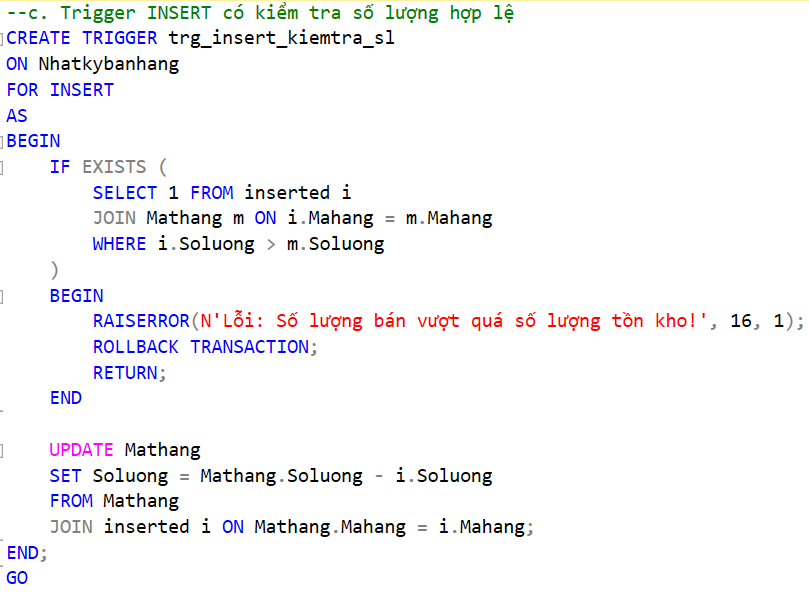 --c. Trigger INSERT có kiểm tra số lượng hợp lệ
CREATE TRIGGER trg_insert_kiemtra_sl
ON Nhatkybanhang
FOR INSERT
AS
BEGIN
    IF EXISTS (
        SELECT 1 FROM inserted i
        JOIN Mathang m ON i.Mahang = m.Mahang
        WHERE i.Soluong > m.Soluong
    )
    BEGIN
        RAISERROR(N'Lỗi: Số lượng bán vượt quá số lượng tồn kho!', 16, 1);
        ROLLBACK TRANSACTION;
        RETURN;
    END
    UPDATE Mathang
    SET Soluong = Mathang.Soluong - i.Soluong
    FROM Mathang
    JOIN inserted i ON Mathang.Mahang = i.Mahang;
END;
GO